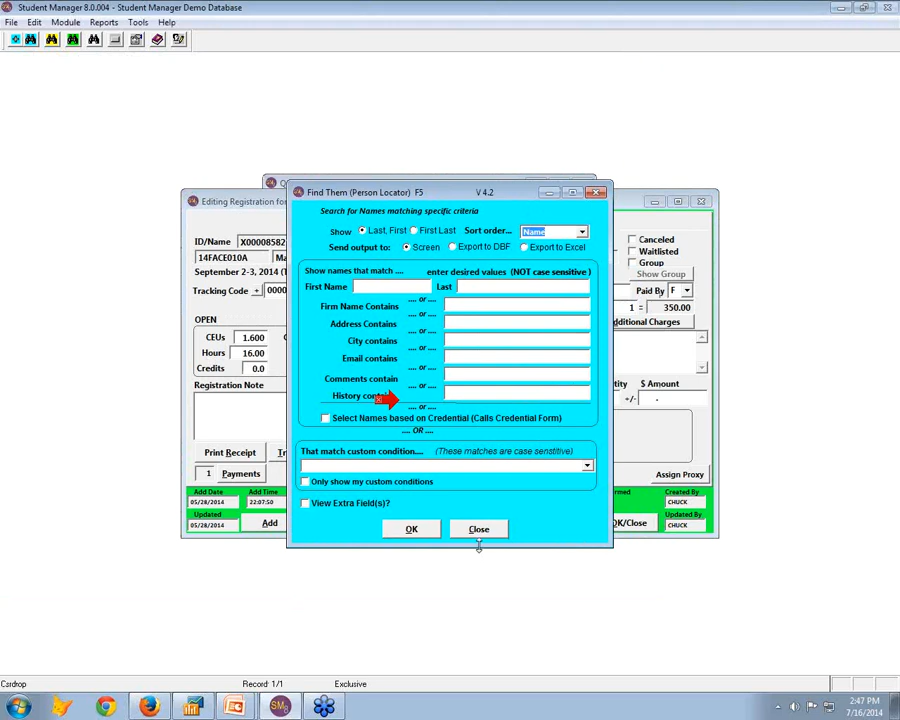 Student Manager 8.0.004 - Student Manager Demo Database
File Edit Module Reports Tools Help
Editing Registration for
ID/Name X00008582
14FACE010A
September 2-3, 2014
Tracking Code + 0000
OPEN
CEUs 1.600
Hours 16.00
Credits 0.0
Registration Note
Print Receipt
1 Payments
Add Date Add Time
05/28/2014 22:07:50
Updated
05/28/2014 Add
Find Them (Person Locator) F5 V 4.2
Search for Names matching specific criteria
Show Last, First First Last Sort order... Name
Send output to: Screen Export to DBF Export to Excel
Show names that match .... enter desired values (NOT case sensitive )
First Name Last
.... or ....
Firm Name Contains
.... or ....
Address Contains
.... or ....
City contains
.... or ....
Email contains
.... or ....
Comments contain
.... or ....
History
.... or ....
Select Names based on Credential (Calls Credential Form)
.... OR ....
That match custom condition.... (These matches are case sensitive)
Only show my custom conditions
View Extra Field(s)?
OK Close
Canceled
Waitlisted
Group
Show Group
Paid By F
1 = 350.00
dditional Charges
$ Amount
+/- .
Assign Proxy
Created By
CHUCK
OK/Close
Updated By
CHUCK
Csrdrop Record: 1/1 Exclusive
2:47 PM
7/16/2014